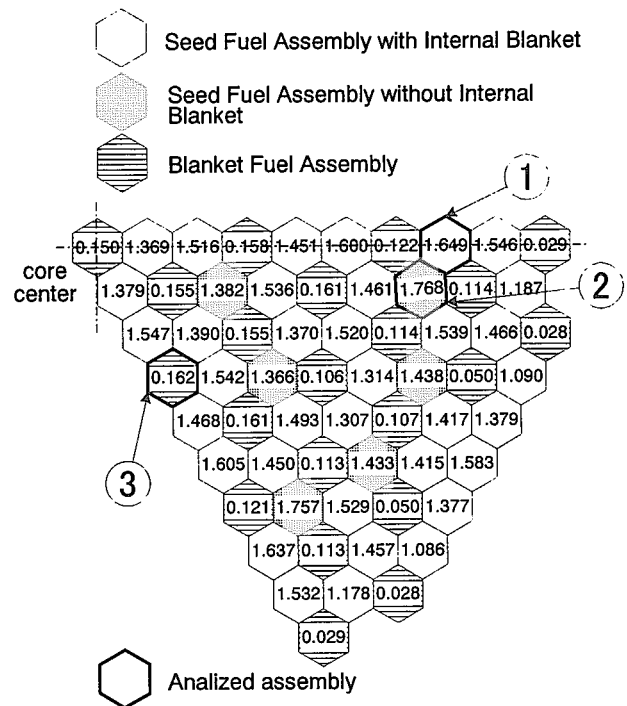 Seed Fuel Assembly with Internal Blanket
Seed Fuel Assembly without Internal
Blanket
Blanket Fuel Assembly
1
0.150 1.369 1.516 0.158 1.451 1.600 0.122 1.649 1.546 0.029
core
center
1.379 0.155 1.382 1.536 0.161 1.461 1.768 0.114 1.187
2
1.547 1.390 0.155 1.370 1.520 0.114 1.539 1.466 0.028
0.162 1.542 1.366 0.106 1.314 1.438 0.050 1.090
1.468 0.161 1.493 1.307 0.107 1.417 1.379
3
1.605 1.450 0.113 1.433 1.415 1.583
0.121 1.757 1.529 0.050 1.377
1.637 0.113 1.457 1.086
1.532 1.178 0.028
0.029
Analized assembly